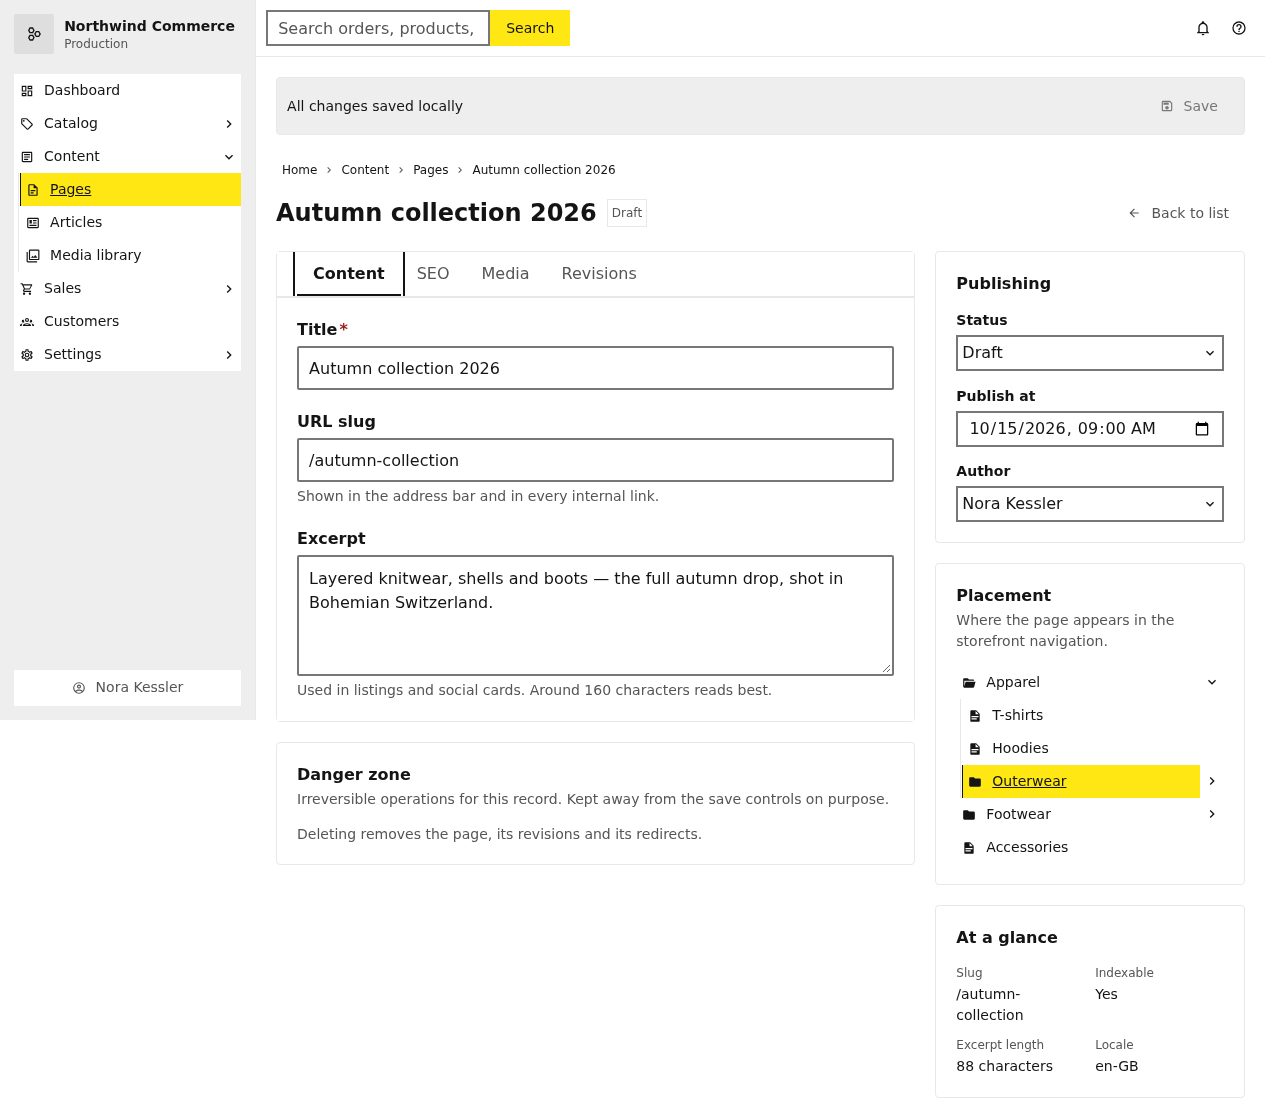 Northwind Commerce
Production
Search orders, products,
Search
Dashboard
Catalog
Content
Pages
Articles
Media library
Sales
Customers
Settings
Nora Kessler
All changes saved locally
Save
Home › Content › Pages › Autumn collection 2026
Autumn collection 2026
Draft
Back to list
Content
SEO
Media
Revisions
Title*
Autumn collection 2026
URL slug
/autumn-collection
Shown in the address bar and in every internal link.
Excerpt
Layered knitwear, shells and boots — the full autumn drop, shot in
Bohemian Switzerland.
Used in listings and social cards. Around 160 characters reads best.
Danger zone
Irreversible operations for this record. Kept away from the save controls on purpose.
Deleting removes the page, its revisions and its redirects.
Publishing
Status
Draft
Publish at
10/15/2026, 09:00 AM
Author
Nora Kessler
Placement
Where the page appears in the
storefront navigation.
Apparel
T-shirts
Hoodies
Outerwear
Footwear
Accessories
At a glance
Slug
/autumn-
collection
Indexable
Yes
Excerpt length
88 characters
Locale
en-GB